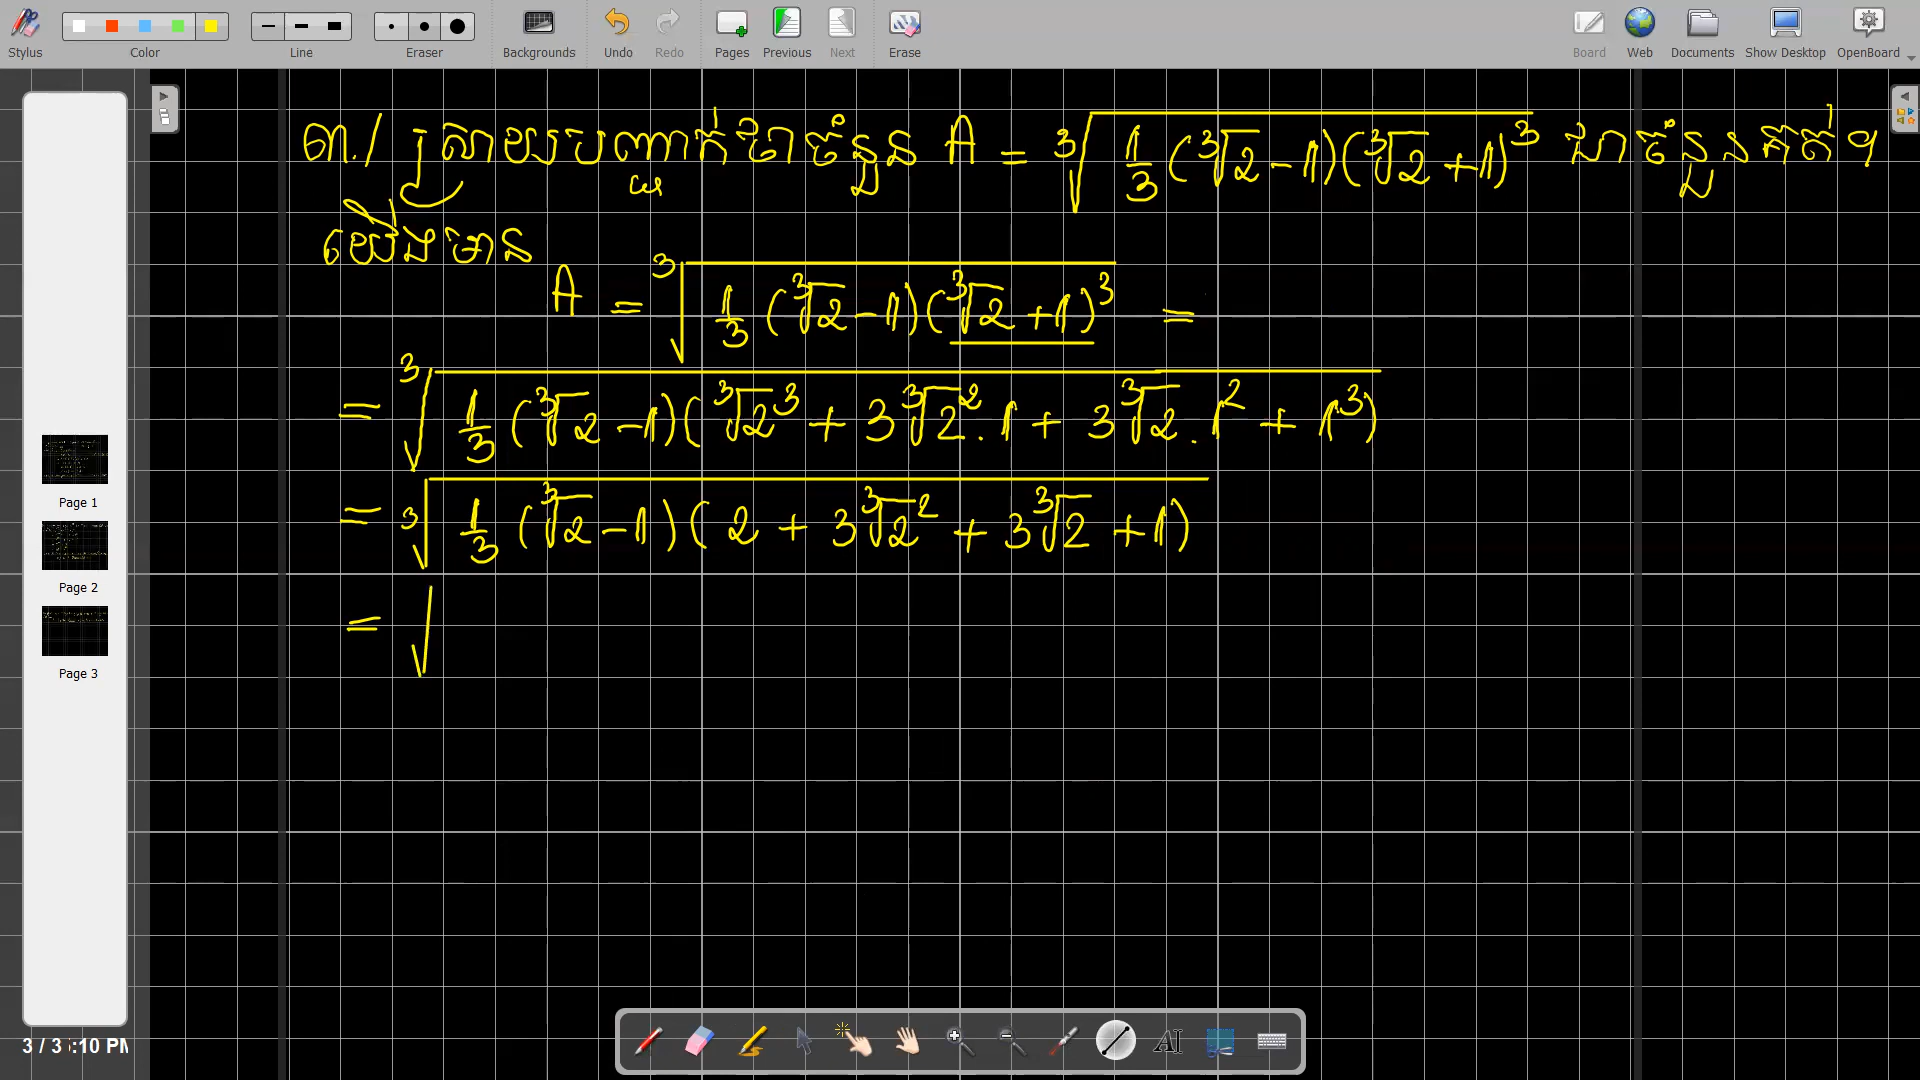 Stylus Color Line Eraser Backgrounds Undo Redo Pages Previous Next Erase Board Web Documents Show Desktop OpenBoard
៣./ ស្រាយបញ្ជាក់ថាចំនួន A = ∛(1/3 (∛2 − 1)(∛2 + 1)³) ជាចំនួនគត់។
យើងមាន
A = ∛(1/3 (∛2 − 1)(∛2 + 1)³) =
= ∛(1/3 (∛2 − 1)(∛2³ + 3∛2² . 1 + 3∛2 . 1² + 1³))
= ∛(1/3 (∛2 − 1)(2 + 3∛2² + 3∛2 + 1))
= √
Page 1
Page 2
Page 3
3 / 3
:10 PM